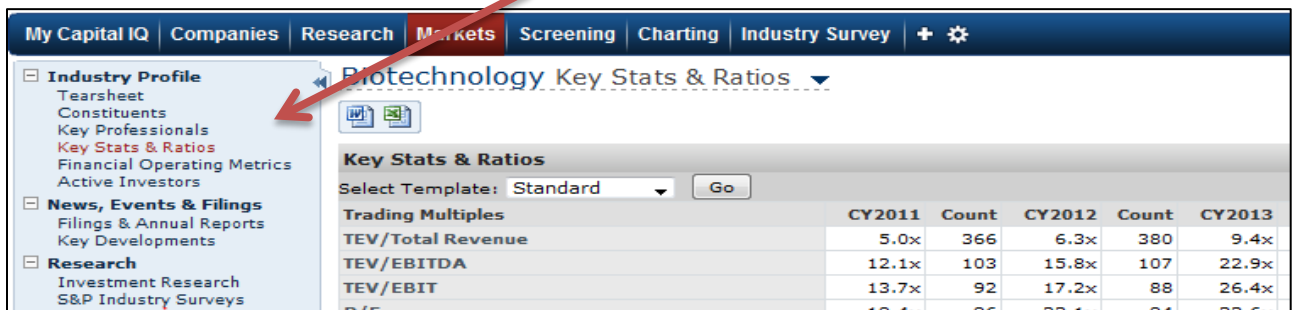 My Capital IQ Companies Research Markets Screening Charting Industry Survey
Industry Profile
Tearsheet
Constituents
Key Professionals
Key Stats & Ratios
Financial Operating Metrics
Active Investors
News, Events & Filings
Filings & Annual Reports
Key Developments
Research
Investment Research
S&P Industry Surveys
Biotechnology Key Stats & Ratios
Key Stats & Ratios
Select Template: Standard Go
Trading Multiples CY2011 Count CY2012 Count CY2013
TEV/Total Revenue 5.0x 366 6.3x 380 9.4x
TEV/EBITDA 12.1x 103 15.8x 107 22.9x
TEV/EBIT 13.7x 92 17.2x 88 26.4x